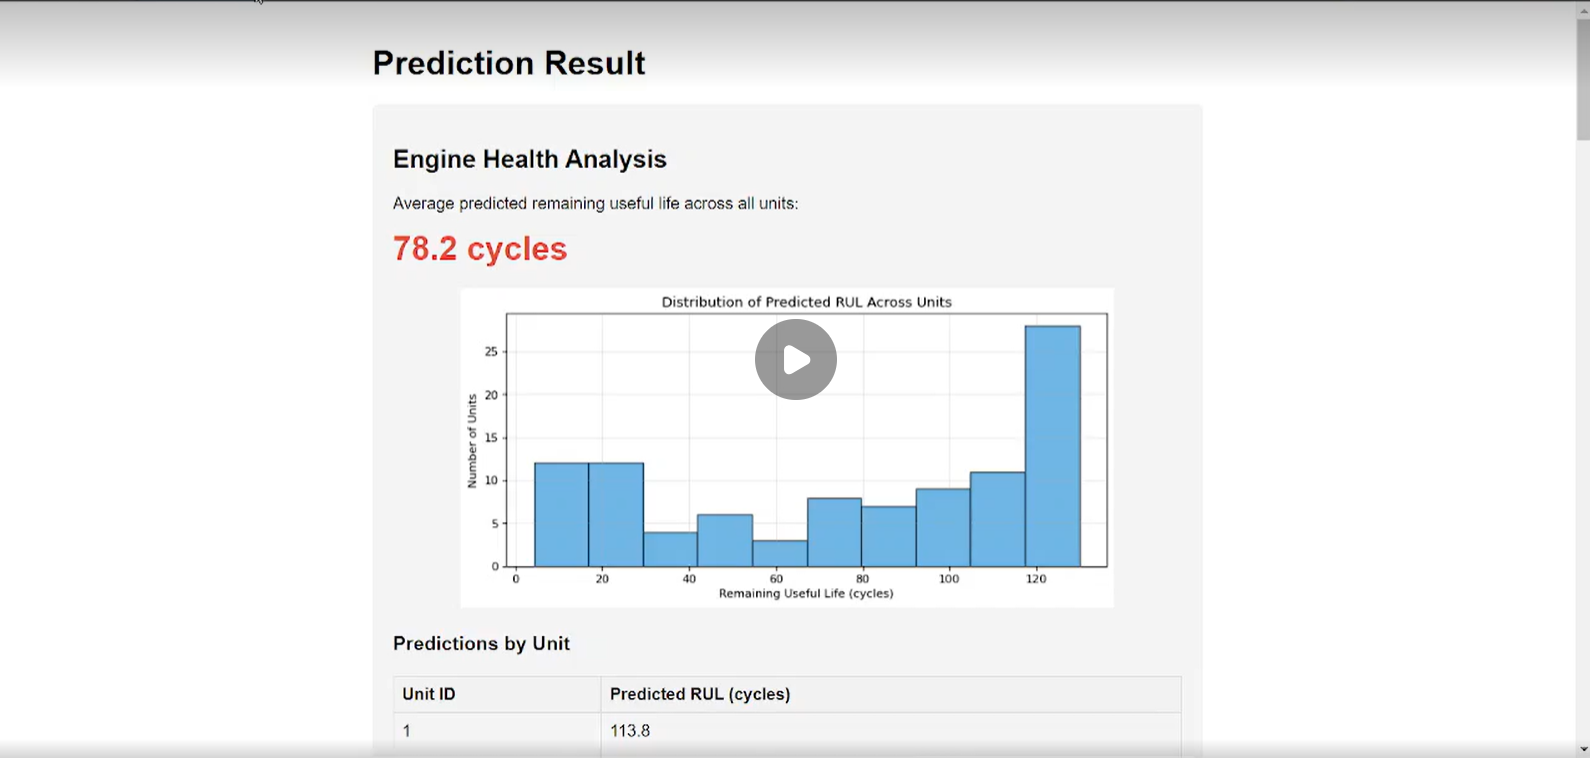 Prediction Result
Engine Health Analysis
Average predicted remaining useful life across all units:
78.2 cycles
Distribution of Predicted RUL Across Units
Number of Units
25
20
15
10
5
0
0 20 40 60 80 100 120
Remaining Useful Life (cycles)
Predictions by Unit
Unit ID Predicted RUL (cycles)
1 113.8